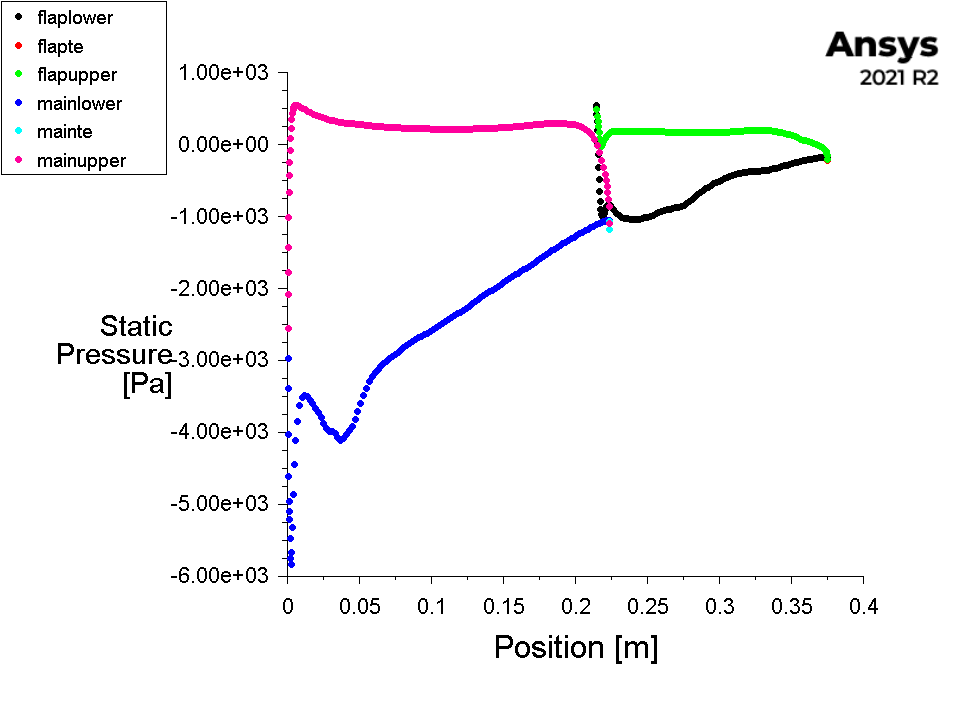 flaplower
flapte
flapupper
mainlower
mainte
mainupper
Ansys
2021 R2
1.00e+03
0.00e+00
-1.00e+03
-2.00e+03
Static
Pressure
[Pa]
-3.00e+03
-4.00e+03
-5.00e+03
-6.00e+03
0 0.05 0.1 0.15 0.2 0.25 0.3 0.35 0.4
Position [m]